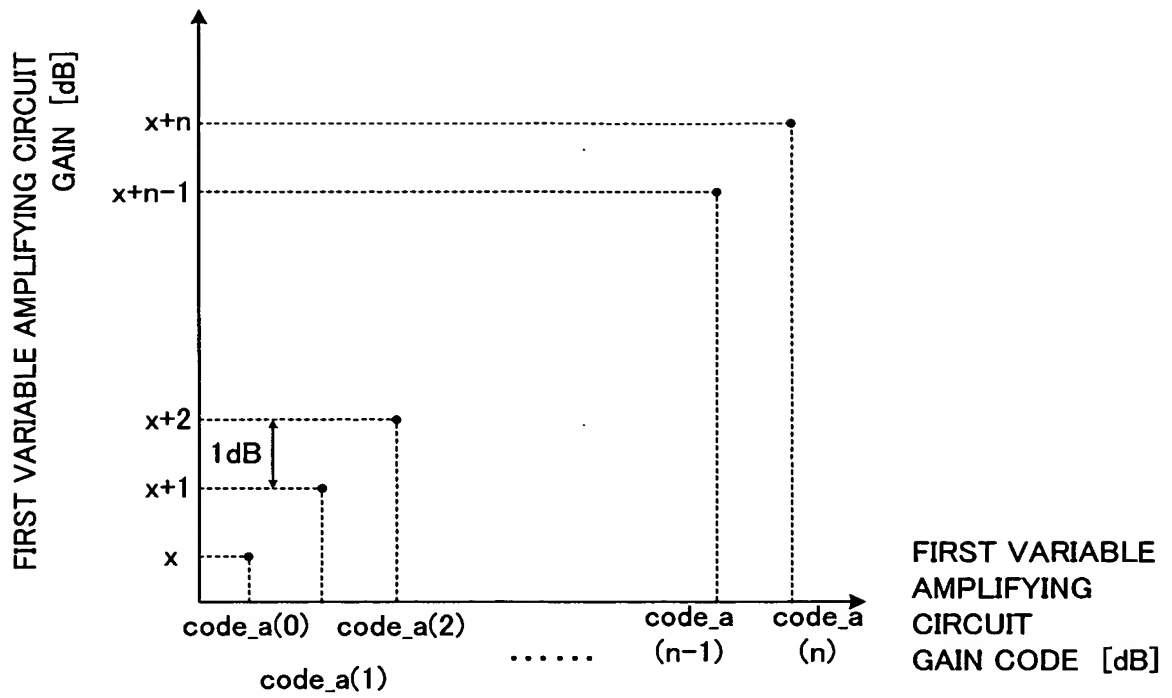 FIRST VARIABLE AMPLIFYING CIRCUIT
GAIN [dB]
x+n
x+n-1
x+2
1dB
x+1
x
code_a(0)
code_a(1)
code_a(2)
......
code_a
(n-1)
code_a
(n)
FIRST VARIABLE
AMPLIFYING
CIRCUIT
GAIN CODE [dB]